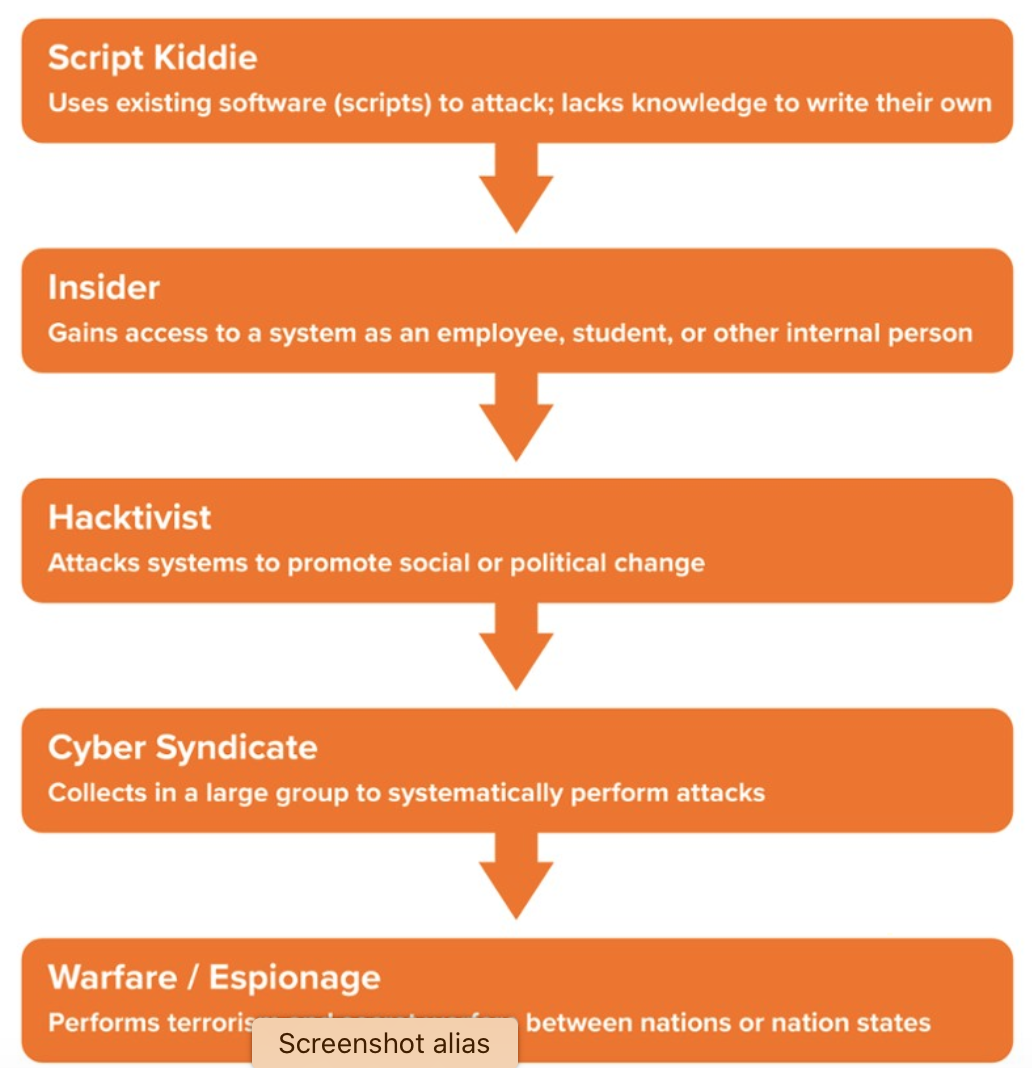 Script Kiddie
Uses existing software (scripts) to attack; lacks knowledge to write their own
Insider
Gains access to a system as an employee, student, or other internal person
Hacktivist
Attacks systems to promote social or political change
Cyber Syndicate
Collects in a large group to systematically perform attacks
Warfare / Espionage
Performs between nations or nation states
Screenshot alias